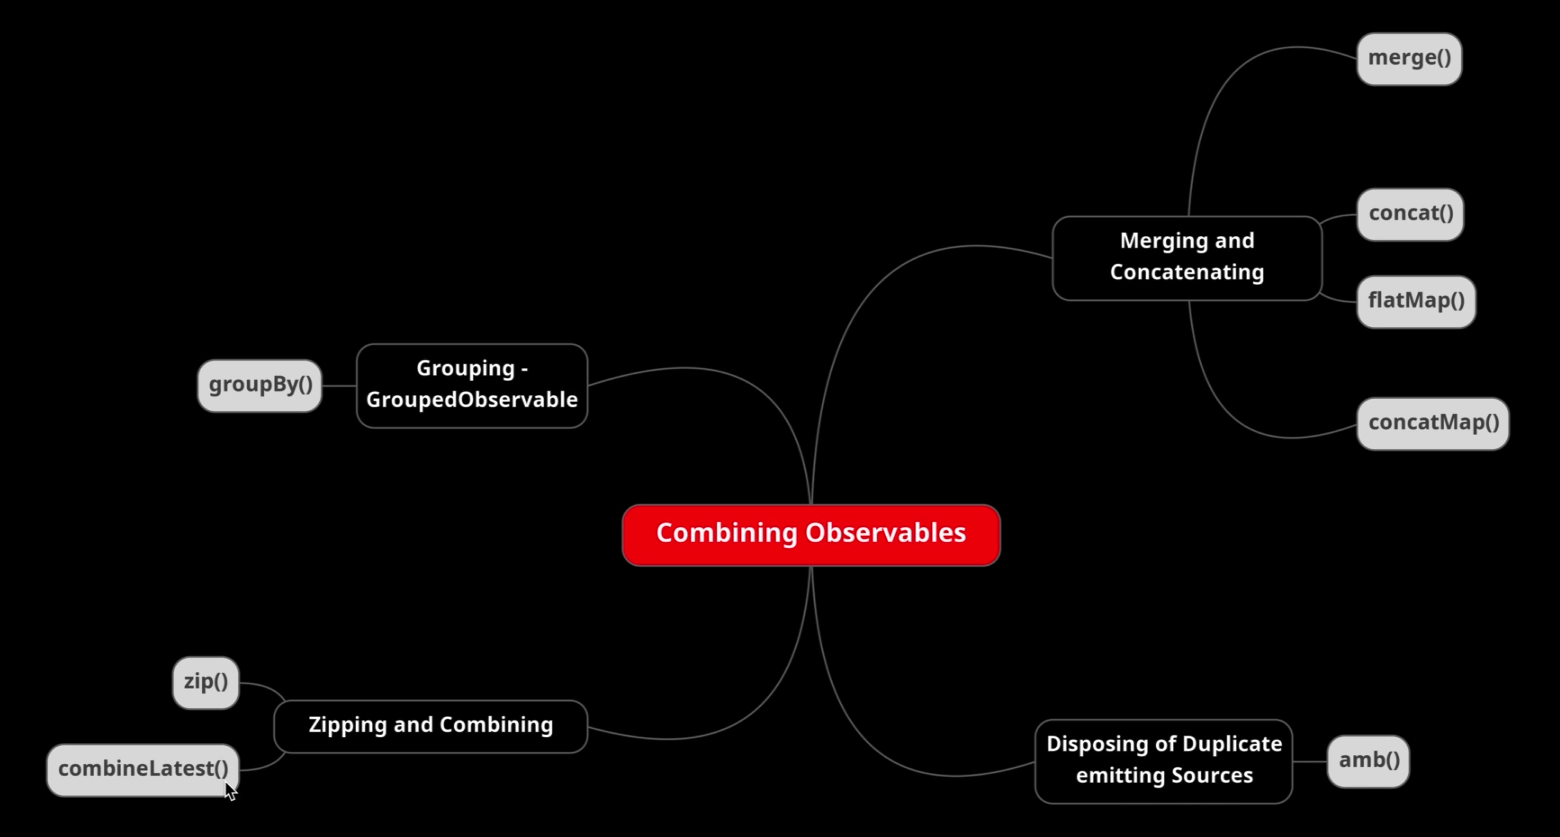 merge()
concat()
Merging and
Concatenating
flatMap()
Grouping -
GroupedObservable
groupBy()
concatMap()
Combining Observables
zip()
Zipping and Combining
combineLatest()
Disposing of Duplicate
emitting Sources
amb()